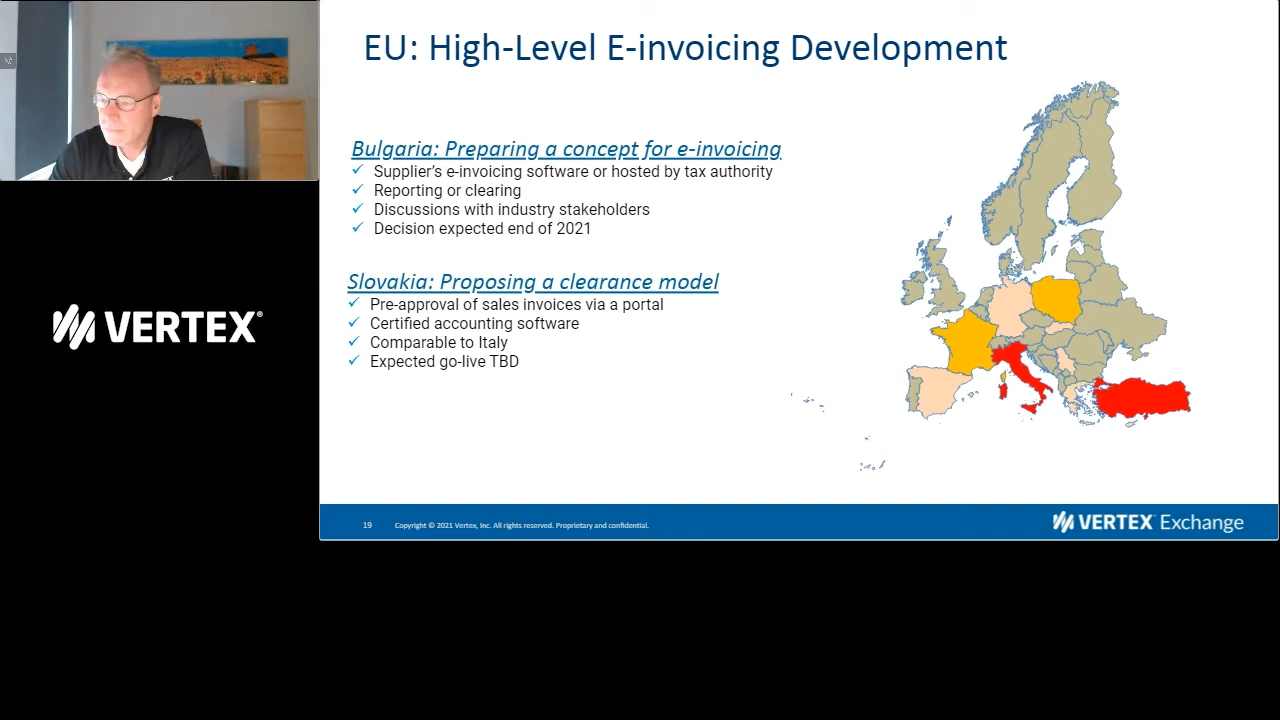 EU: High-Level E-invoicing Development
Bulgaria: Preparing a concept for e-invoicing
✓ Supplier's e-invoicing software or hosted by tax authority
✓ Reporting or clearing
✓ Discussions with industry stakeholders
✓ Decision expected end of 2021
Slovakia: Proposing a clearance model
✓ Pre-approval of sales invoices via a portal
✓ Certified accounting software
✓ Comparable to Italy
✓ Expected go-live TBD
VERTEX®
19 Copyright © 2021 Vertex, Inc. All rights reserved. Proprietary and confidential.
VERTEX Exchange